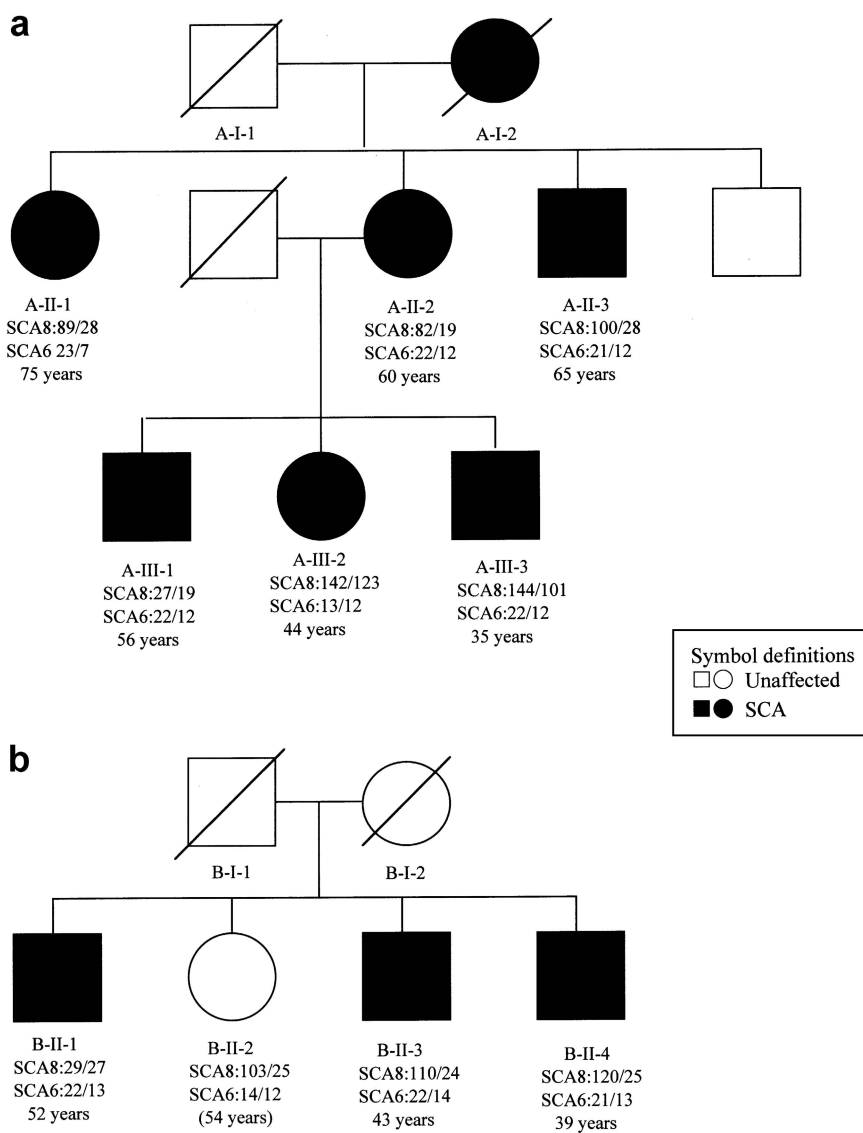 a
A-I-1
A-I-2
A-II-1
SCA8:89/28
SCA6 23/7
75 years
A-II-2
SCA8:82/19
SCA6:22/12
60 years
A-II-3
SCA8:100/28
SCA6:21/12
65 years
A-III-1
SCA8:27/19
SCA6:22/12
56 years
A-III-2
SCA8:142/123
SCA6:13/12
44 years
A-III-3
SCA8:144/101
SCA6:22/12
35 years
Symbol definitions
Unaffected
SCA
b
B-I-1
B-I-2
B-II-1
SCA8:29/27
SCA6:22/13
52 years
B-II-2
SCA8:103/25
SCA6:14/12
(54 years)
B-II-3
SCA8:110/24
SCA6:22/14
43 years
B-II-4
SCA8:120/25
SCA6:21/13
39 years